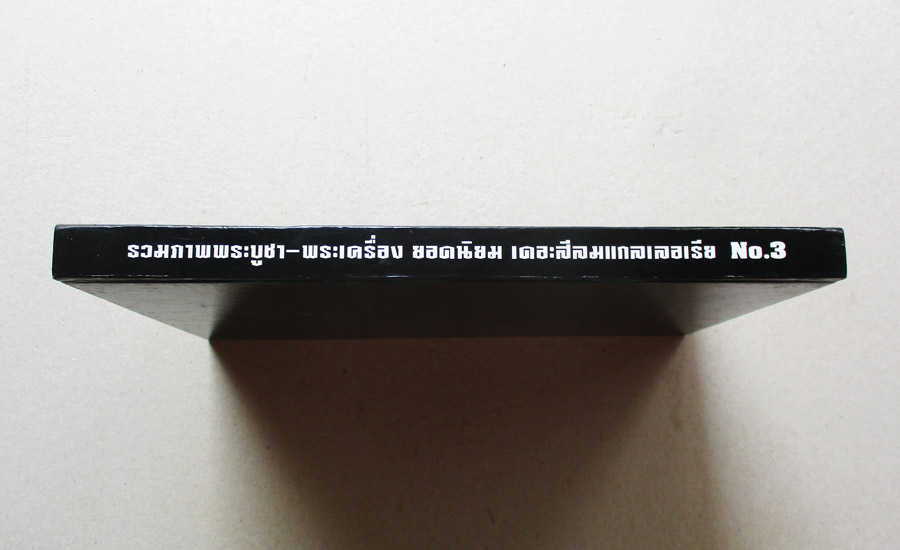 รวมภาพพระบูชา-พระเครื่อง ยอดนิยม เดอะสีลมแกลเลอเรีย No.3